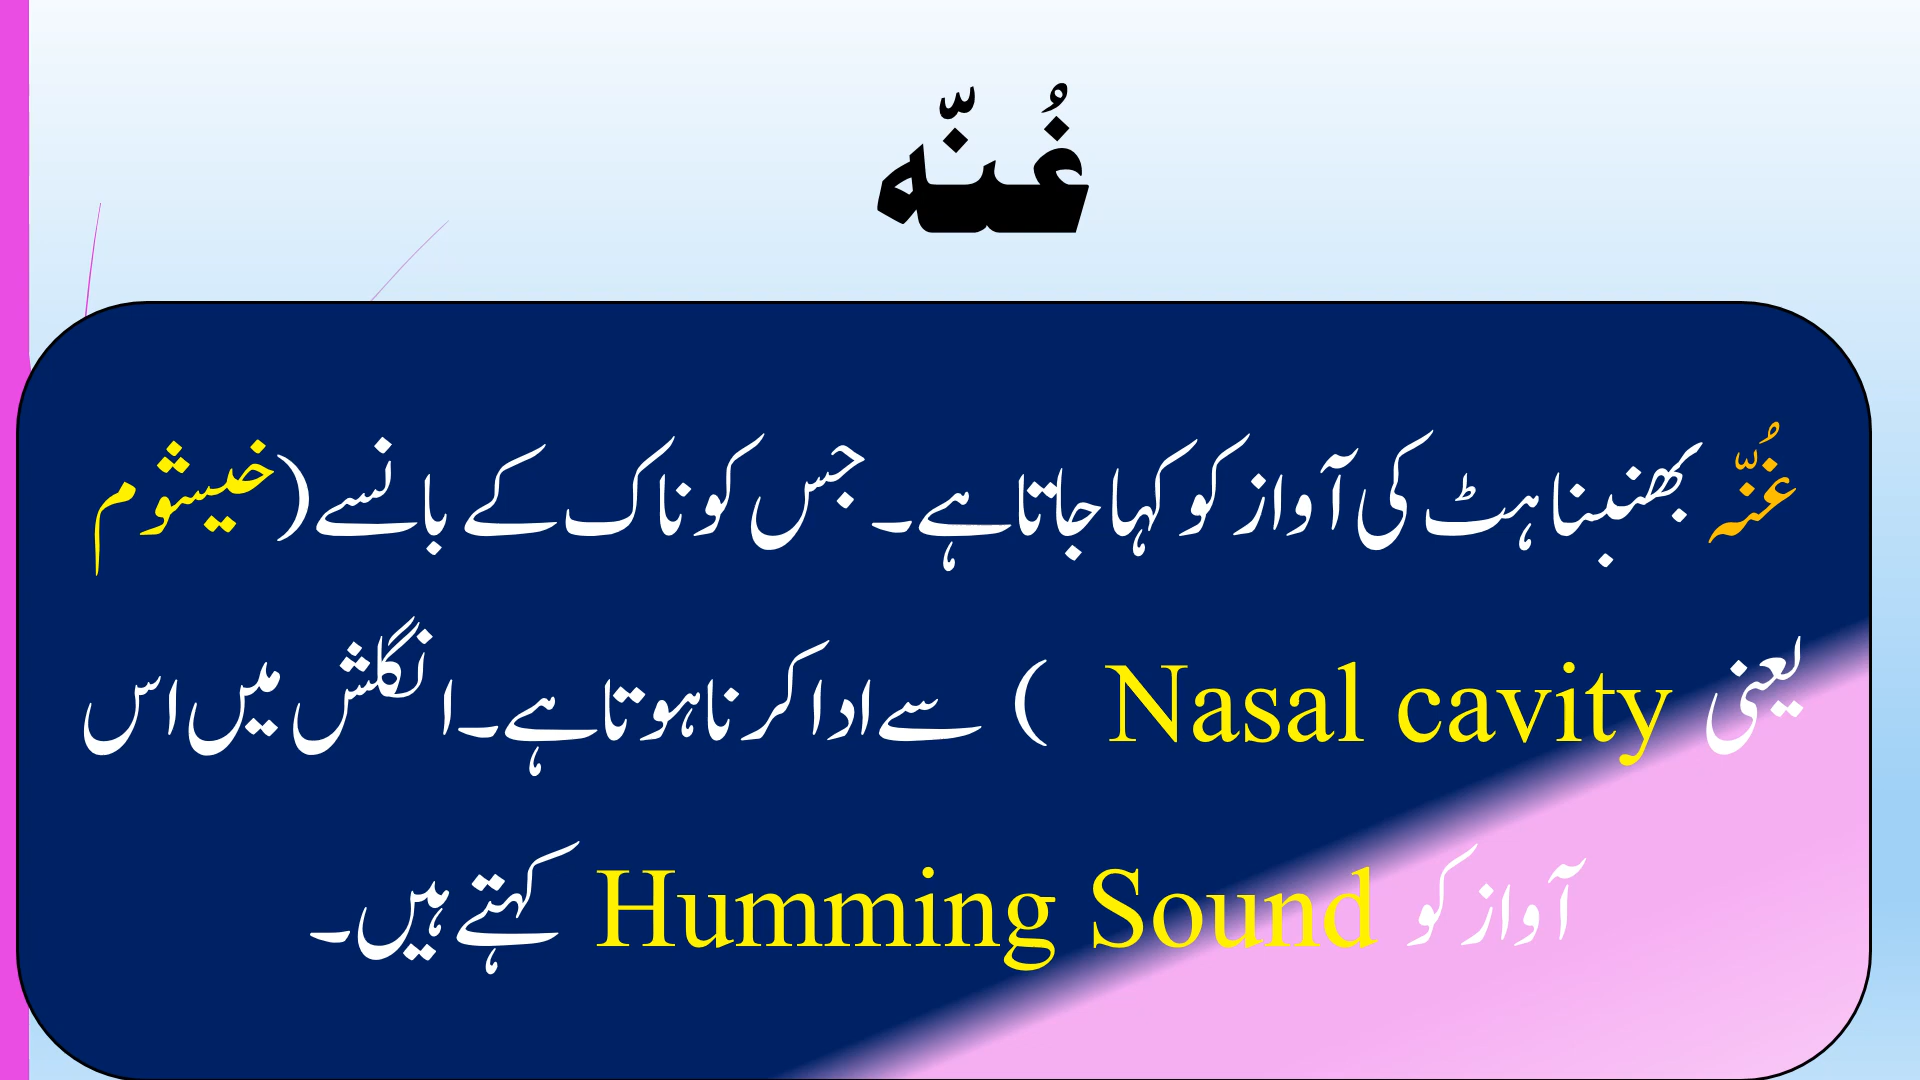 غُنّہ
غُنّہ بھنبناہٹ کی آواز کو کہا جاتا ہے۔ جس کو ناک کے بانسے (خیشوم
یعنی Nasal cavity ) سے ادا کرنا ہوتا ہے۔ انگلش میں اس
آواز کو Humming Sound کہتے ہیں۔